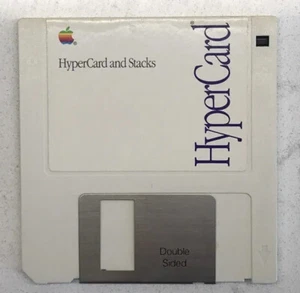 HyperCard and Stacks
HyperCard
Double
Sided